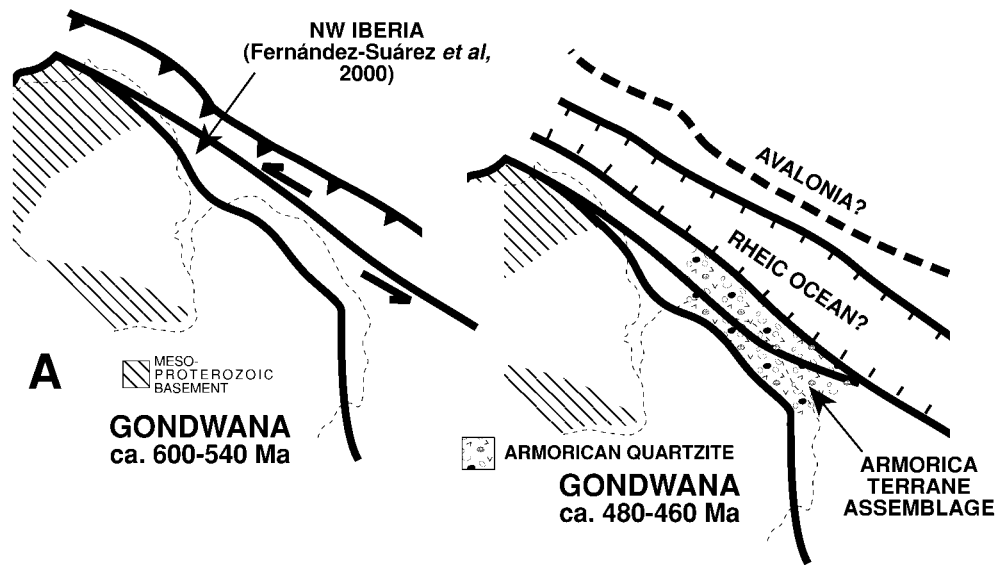 NW IBERIA
(Fernández-Suárez et al,
2000)
A
MESO-
PROTEROZOIC
BASEMENT
GONDWANA
ca. 600-540 Ma
AVALONIA?
RHEIC OCEAN?
ARMORICAN QUARTZITE
GONDWANA
ca. 480-460 Ma
ARMORICA
TERRANE
ASSEMBLAGE